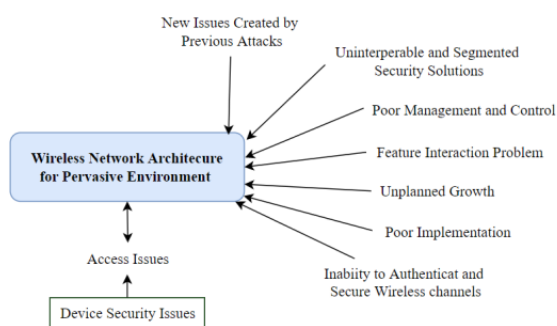 New Issues Created by
Previous Attacks
Uninterperable and Segmented
Security Solutions
Poor Management and Control
Wireless Network Architecure
for Pervasive Environment
Feature Interaction Problem
Unplanned Growth
Poor Implementation
Access Issues
Inabiity to Authenticat and
Secure Wireless channels
Device Security Issues